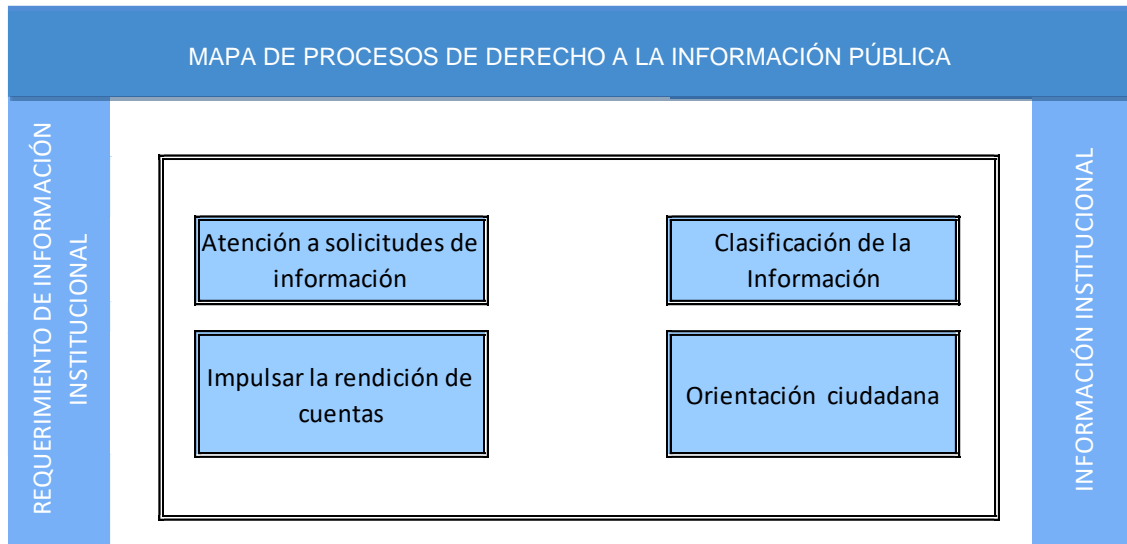 MAPA DE PROCESOS DE DERECHO A LA INFORMACIÓN PÚBLICA
REQUERIMIENTO DE INFORMACIÓN
INSTITUCIONAL
Atención a solicitudes de
información
Clasificación de la
Información
Impulsar la rendición de
cuentas
Orientación ciudadana
INFORMACIÓN INSTITUCIONAL